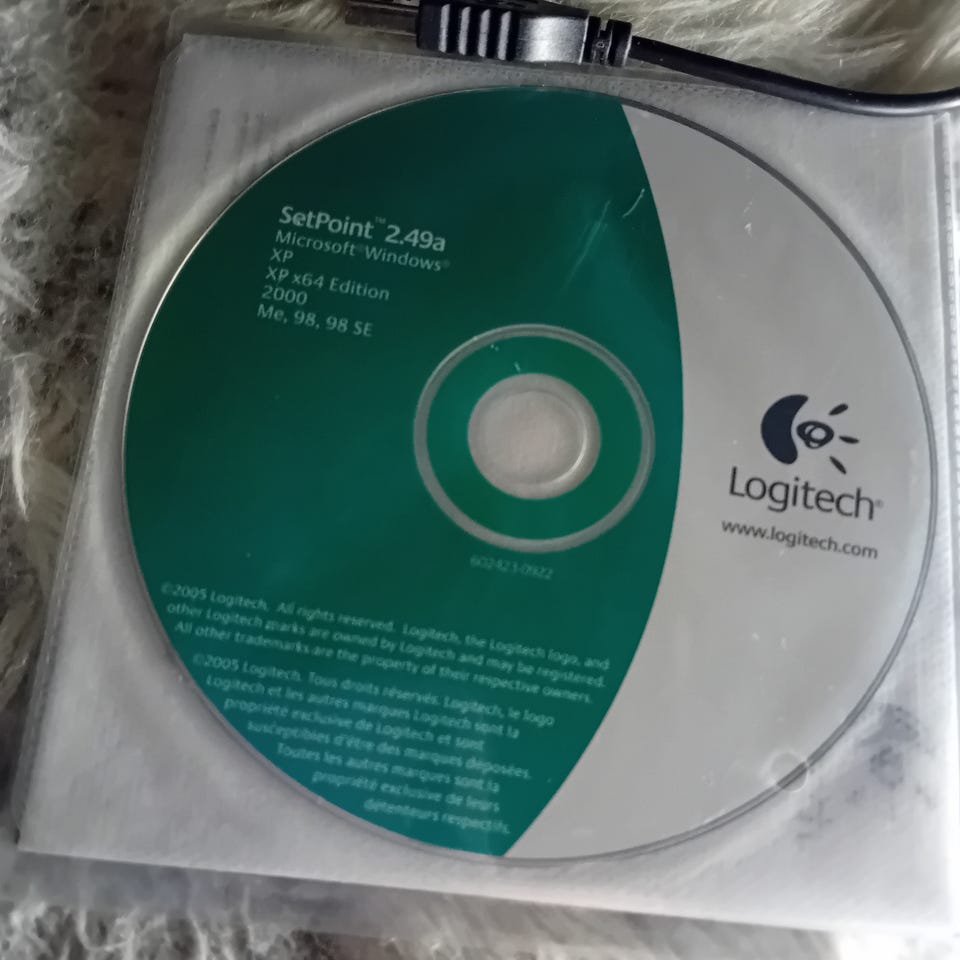 SetPoint™ 2.49a
Microsoft® Windows®
XP
XP x64 Edition
2000
Me, 98, 98 SE
Logitech®
www.logitech.com
602423-0922
©2005 Logitech. All rights reserved. Logitech, the Logitech logo, and
other Logitech marks are owned by Logitech and may be registered.
All other trademarks are the property of their respective owners.
©2005 Logitech. Tous droits réservés. Logitech, le logo
Logitech et les autres marques Logitech sont la
propriété exclusive de Logitech et sont
susceptibles d'être des marques déposées.
Toutes les autres marques sont la
propriété exclusive de leurs
détenteurs respectifs.